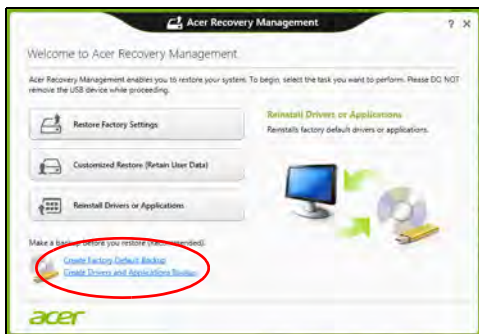 Acer Recovery Management
? ×
Welcome to Acer Recovery Management
Acer Recovery Management enables you to restore your system. To begin, select the task you want to perform. Please DO NOT
remove the USB device while proceeding.
Restore Factory Settings
Customized Restore (Retain User Data)
Reinstall Drivers or Applications
Reinstall Drivers or Applications
Reinstalls factory default drivers or applications.
Make a backup before you restore (Recommended).
Create Factory Default Backup
Create Drivers and Applications Backup
acer